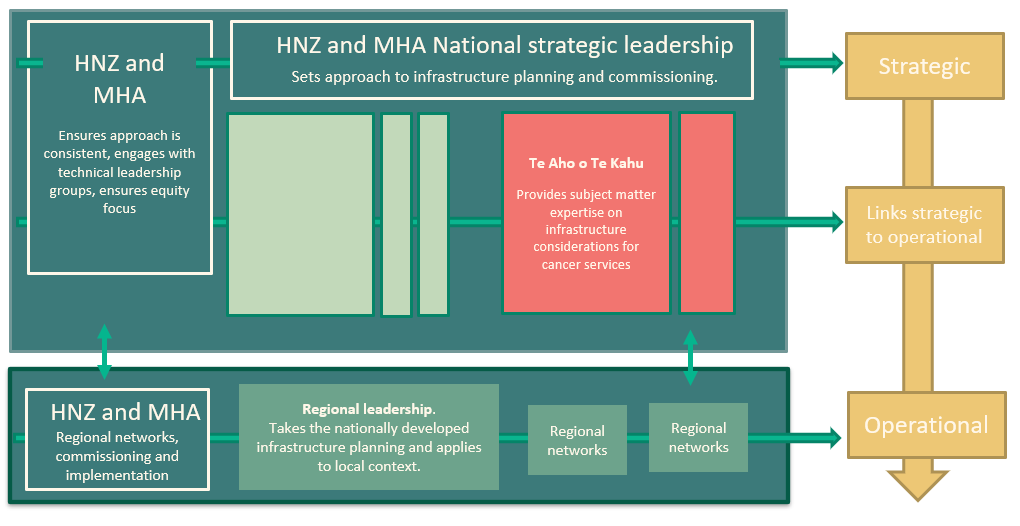 HNZ and
MHA
Ensures approach is
consistent, engages with
technical leadership
groups, ensures equity
focus
HNZ and MHA National strategic leadership
Sets approach to infrastructure planning and commissioning.
Strategic
Te Aho o Te Kahu
Provides subject matter
expertise on
infrastructure
considerations for
cancer services
Links strategic
to operational
HNZ and MHA
Regional networks,
commissioning and
implementation
Regional leadership.
Takes the nationally developed
infrastructure planning and applies
to local context.
Regional
networks
Regional
networks
Operational